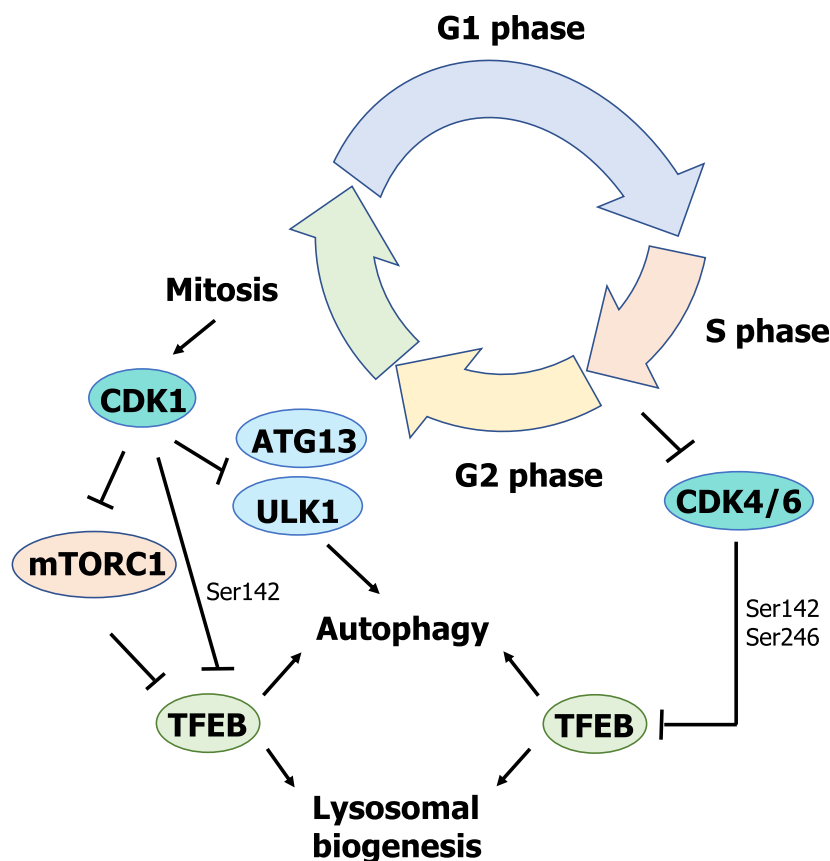 G1 phase
Mitosis
S phase
CDK1
ATG13
G2 phase
CDK4/6
ULK1
mTORC1
Ser142
Ser142
Ser246
Autophagy
TFEB
TFEB
Lysosomal
biogenesis